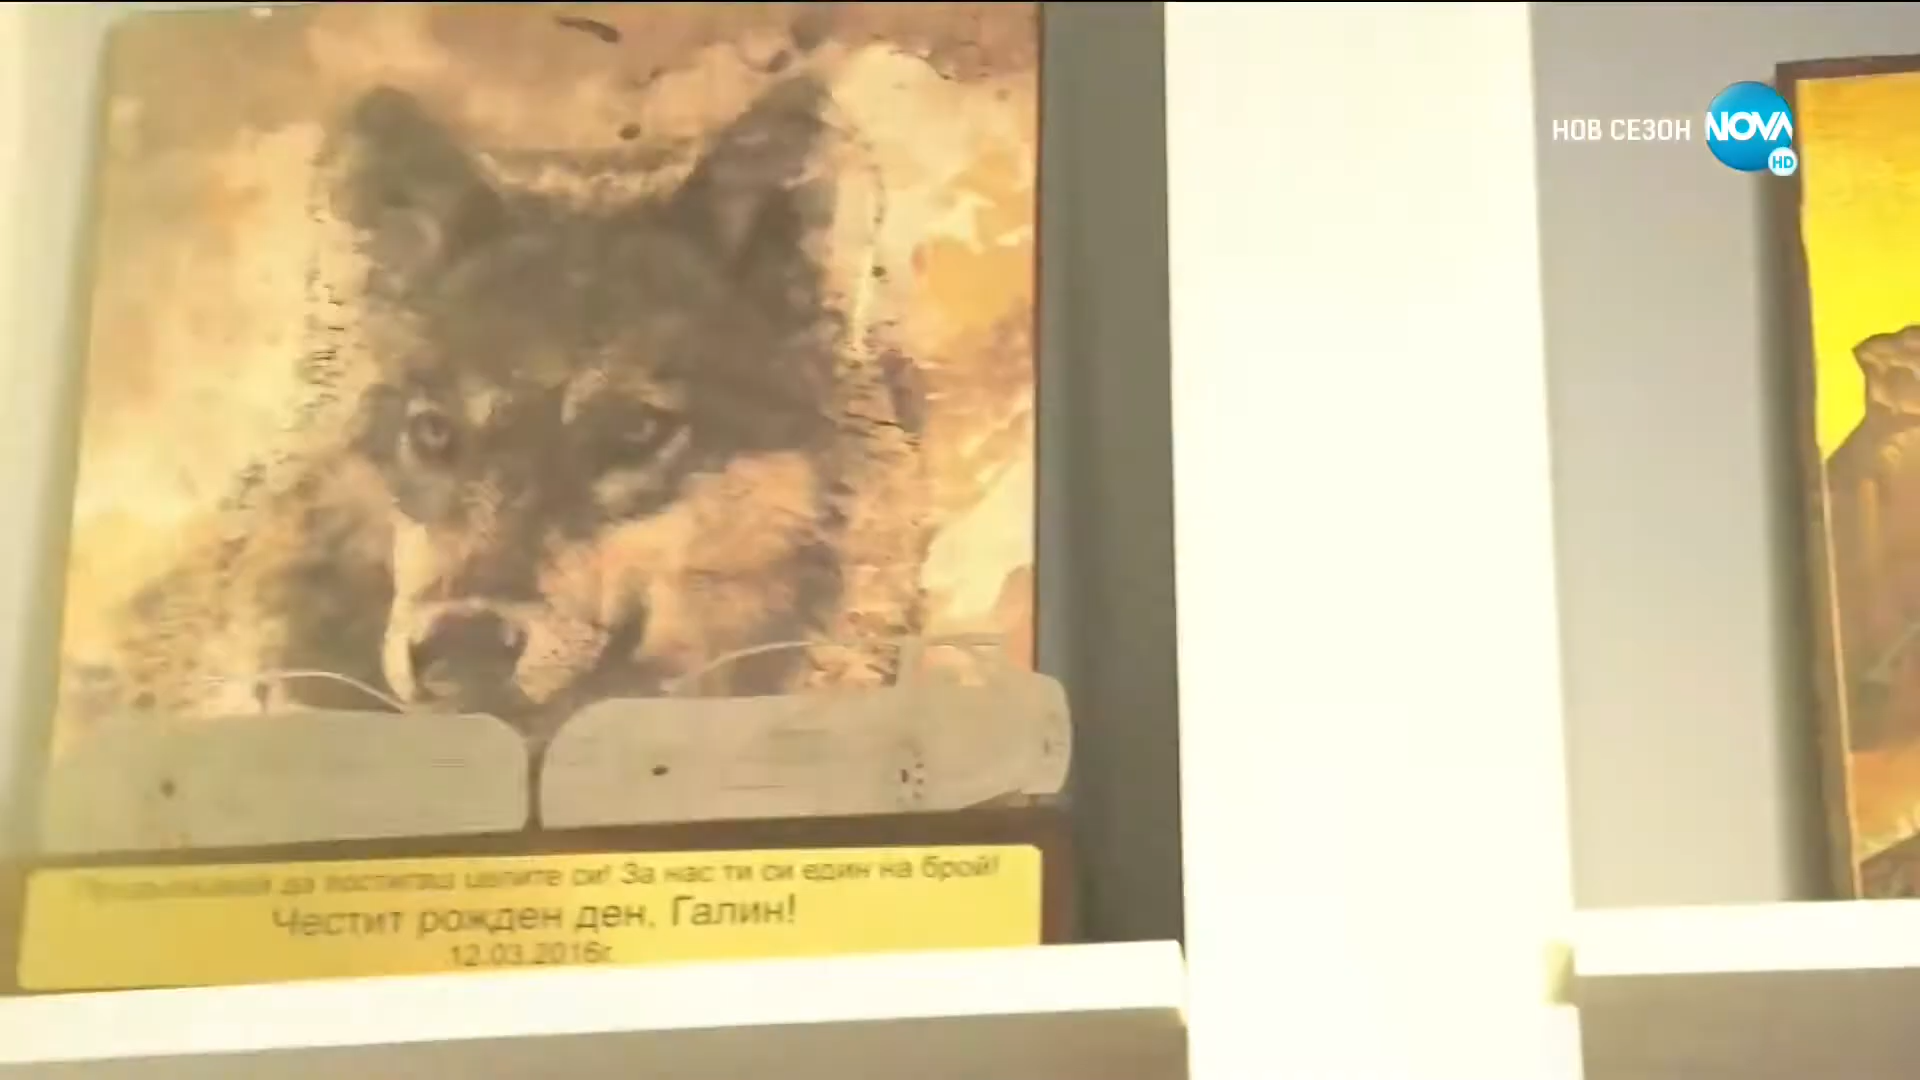 НОВ СЕЗОН NOVA HD
да постигаш целите си! За нас ти си един на брой!
Честит рожден ден, Галин!
12.03.2016г.